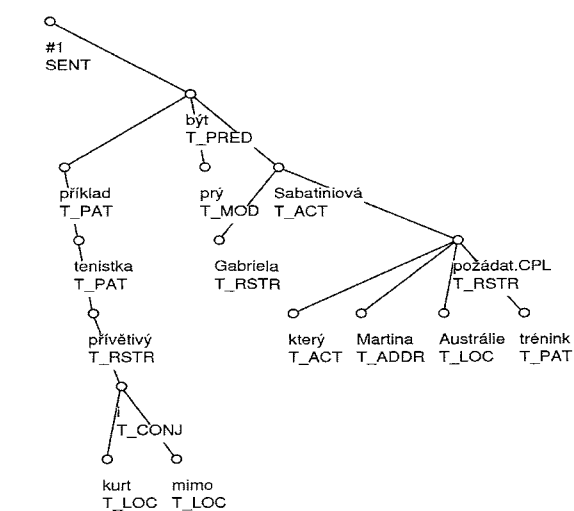 #1
SENT
být
T_PRED
příklad
T_PAT
prý
T_MOD
Sabatiniová
T_ACT
tenistka
T_PAT
Gabriela
T_RSTR
požádat.CPL
T_RSTR
přívětivý
T_RSTR
který
T_ACT
Martina
T_ADDR
Austrálie
T_LOC
trénink
T_PAT
i
T_CONJ
kurt
T_LOC
mimo
T_LOC